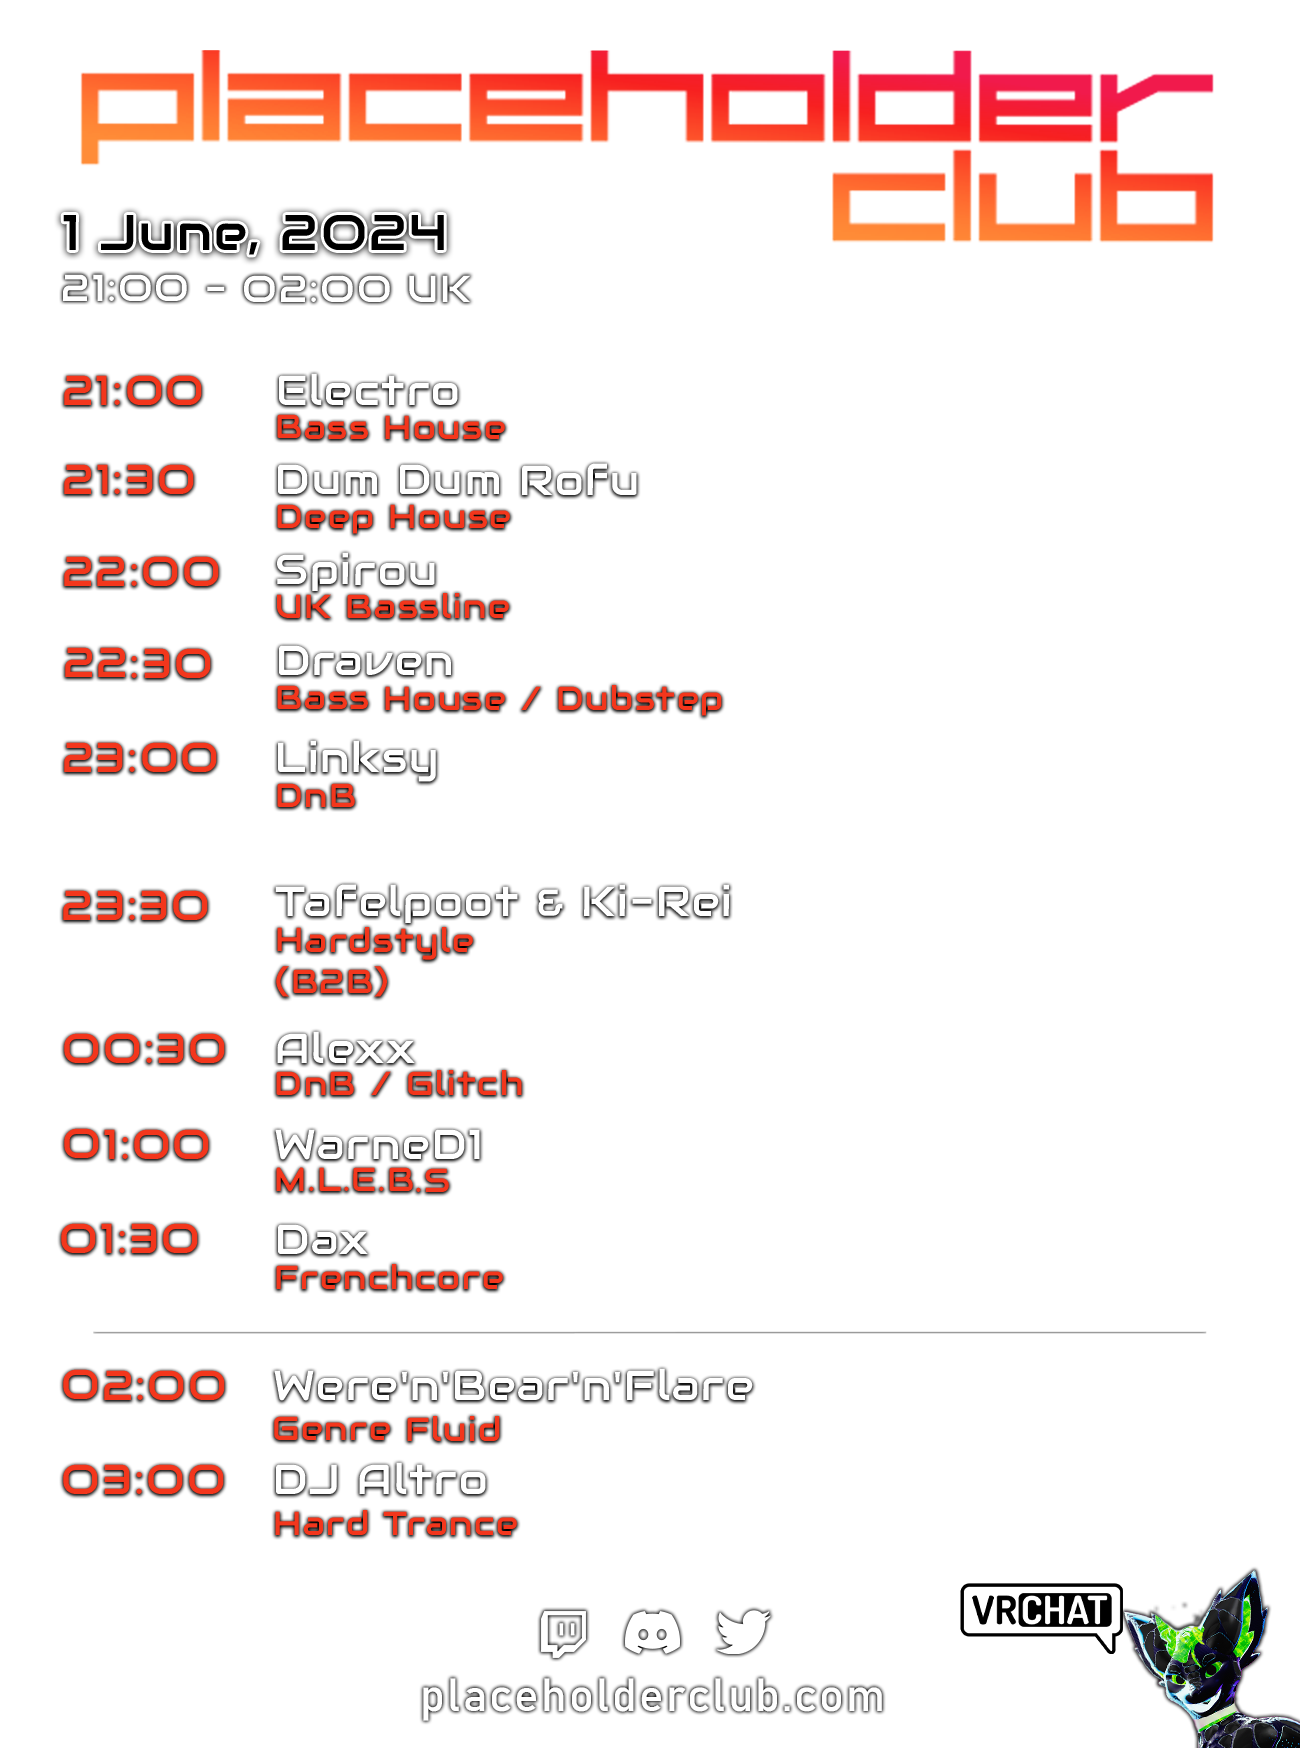 placeholder
club
1 June, 2024
21:00 - 02:00 UK
21:00 Electro
Bass House
21:30 Dum Dum Rofu
Deep House
22:00 Spirou
UK Bassline
22:30 Draven
Bass House / Dubstep
23:00 Linksy
DnB
23:30 Tafelpoot & Ki-Rei
Hardstyle
(B2B)
00:30 Alexx
DnB / Glitch
01:00 WarneD1
M.L.E.B.S
01:30 Dax
Frenchcore
02:00 Were'n'Bear'n'Flare
Genre Fluid
03:00 DJ Altro
Hard Trance
VRCHAT
placeholderclub.com